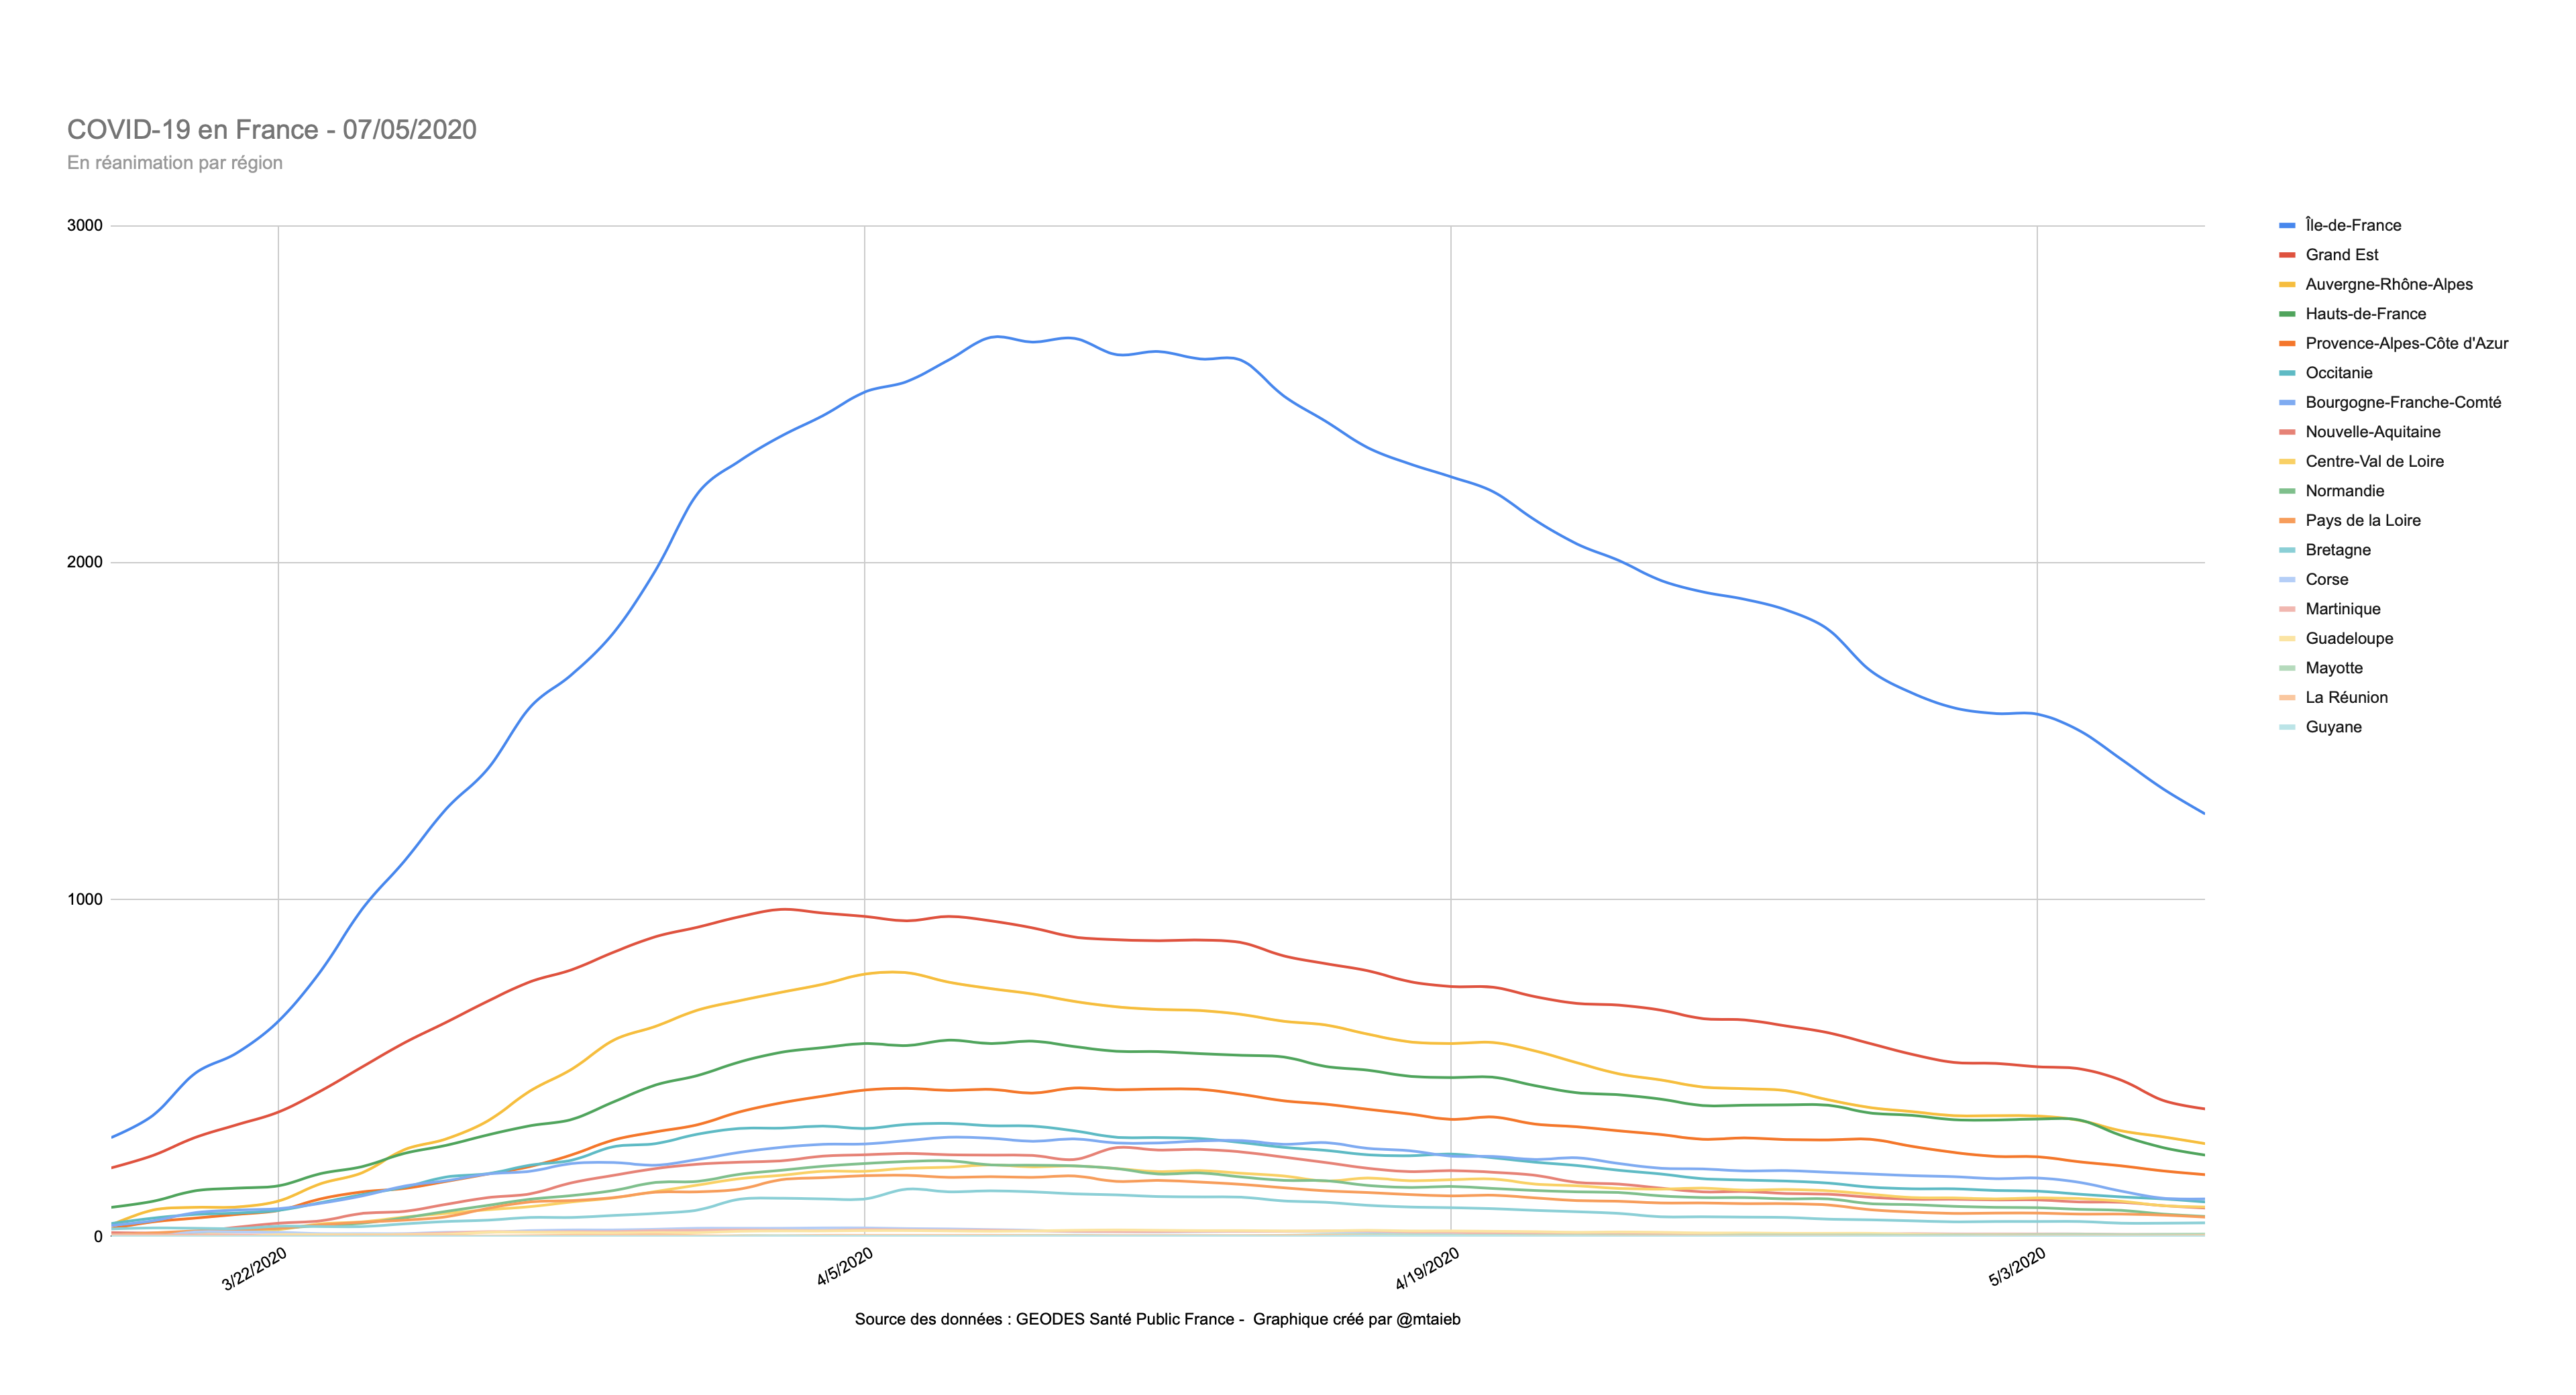 COVID-19 en France - 07/05/2020
En réanimation par région
3000
2000
1000
0
3/22/2020
4/5/2020
4/19/2020
5/3/2020
Île-de-France
Grand Est
Auvergne-Rhône-Alpes
Hauts-de-France
Provence-Alpes-Côte d'Azur
Occitanie
Bourgogne-Franche-Comté
Nouvelle-Aquitaine
Centre-Val de Loire
Normandie
Pays de la Loire
Bretagne
Corse
Martinique
Guadeloupe
Mayotte
La Réunion
Guyane
Source des données : GEODES Santé Public France -  Graphique créé par @mtaieb